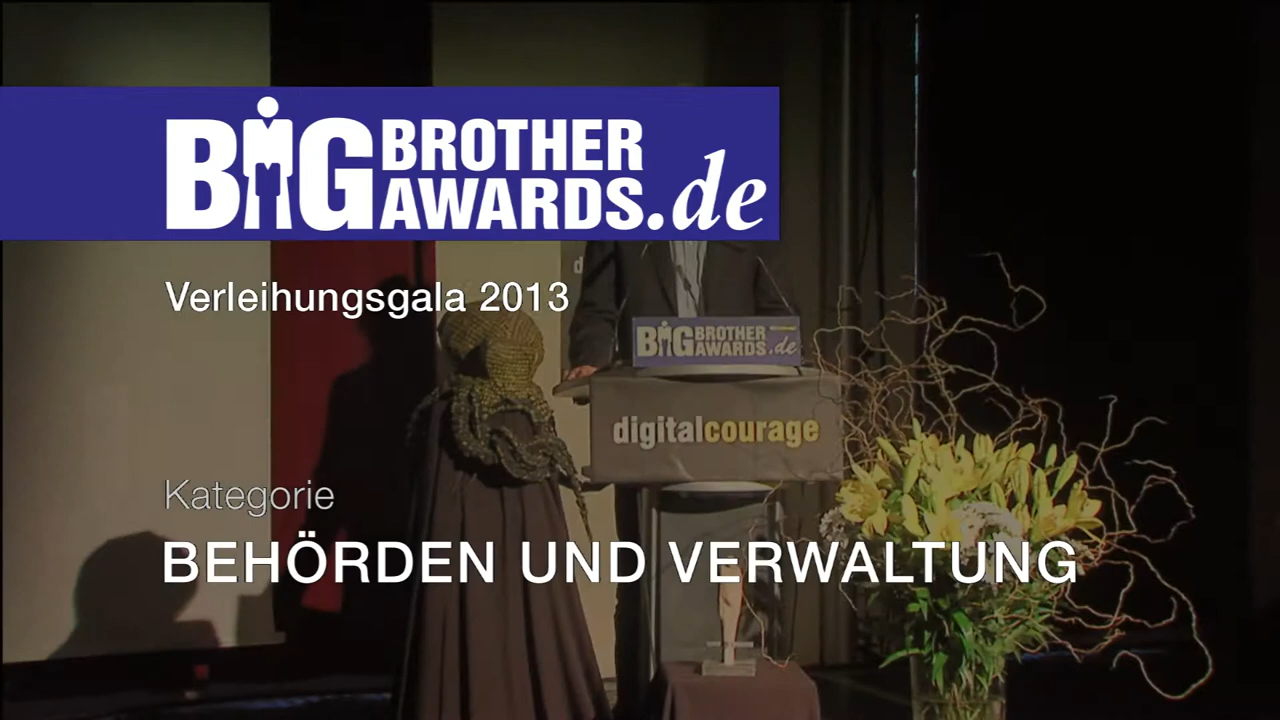 BIG BROTHER
AWARDS.de
Verleihungsgala 2013
d
BIG BROTHER
AWARDS.de
digitalcourage
Kategorie
BEHÖRDEN UND VERWALTUNG